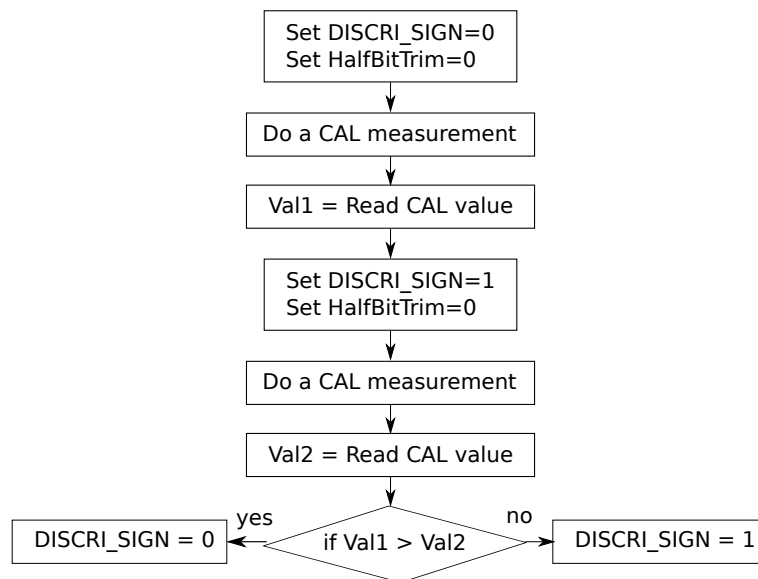 Set DISCRI_SIGN=0
Set HalfBitTrim=0
Do a CAL measurement
Val1 = Read CAL value
Set DISCRI_SIGN=1
Set HalfBitTrim=0
Do a CAL measurement
Val2 = Read CAL value
yes
no
DISCRI_SIGN = 0
if Val1 > Val2
DISCRI_SIGN = 1